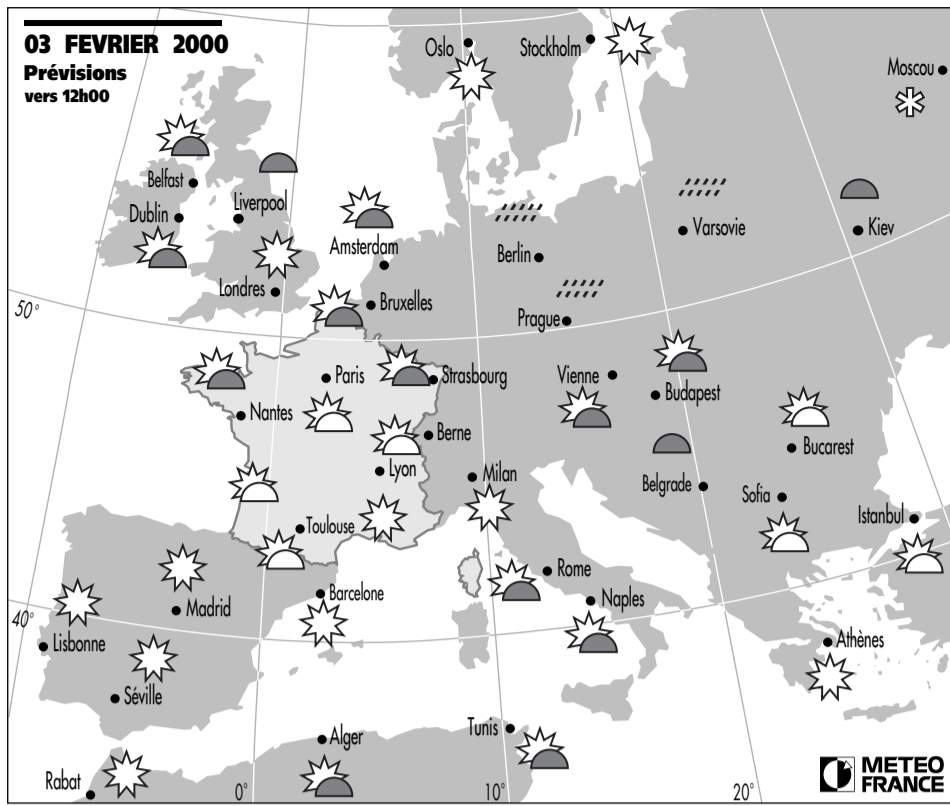 03 FEVRIER 2000
Prévisions
vers 12h00
Oslo
Stockholm
Moscou
Belfast
Dublin
Liverpool
Varsovie
Kiev
Amsterdam
Berlin
Londres
Bruxelles
50°
Prague
Paris
Strasbourg
Vienne
Budapest
Nantes
Berne
Bucarest
Lyon
Milan
Belgrade
Sofia
Istanbul
Toulouse
Rome
Barcelone
Naples
Madrid
40°
Lisbonne
Athènes
Séville
Alger
Tunis
Rabat
0°
10°
20°
METEO
FRANCE